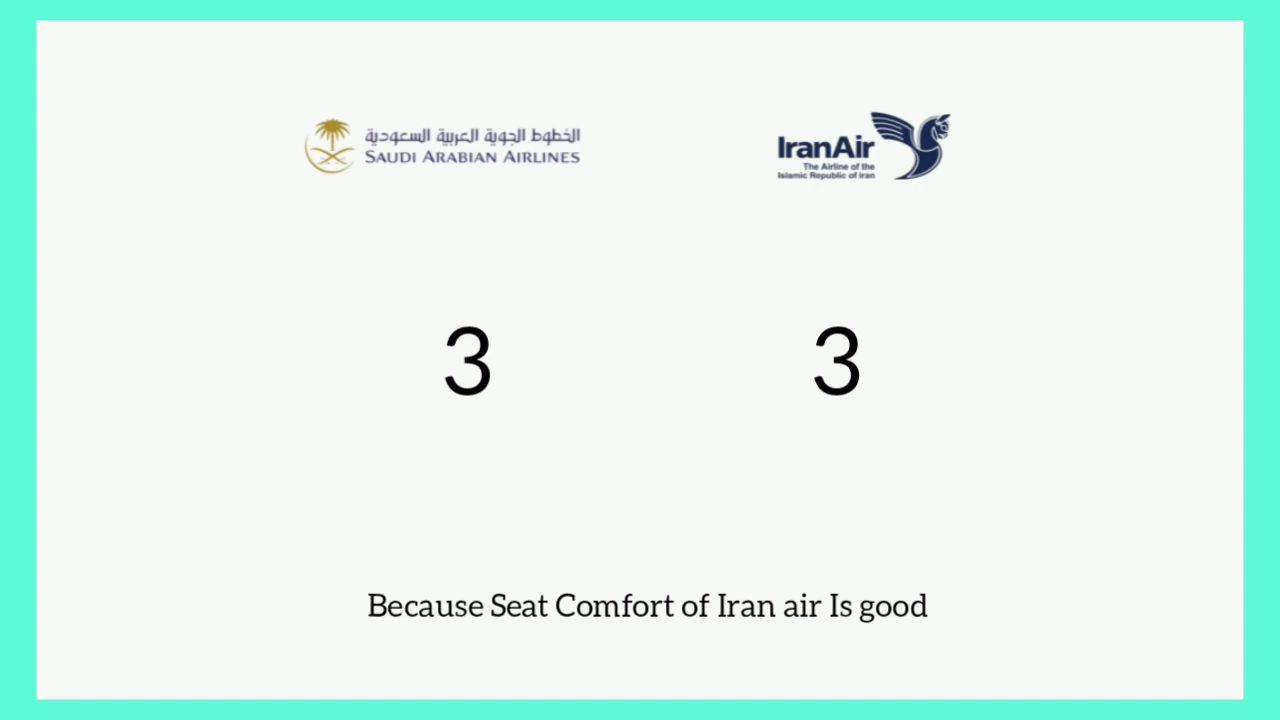 الخطوط الجوية العربية السعودية
SAUDI ARABIAN AIRLINES
IranAir
The Airline of the
Islamic Republic of Iran
3 3
Because Seat Comfort of Iran air Is good